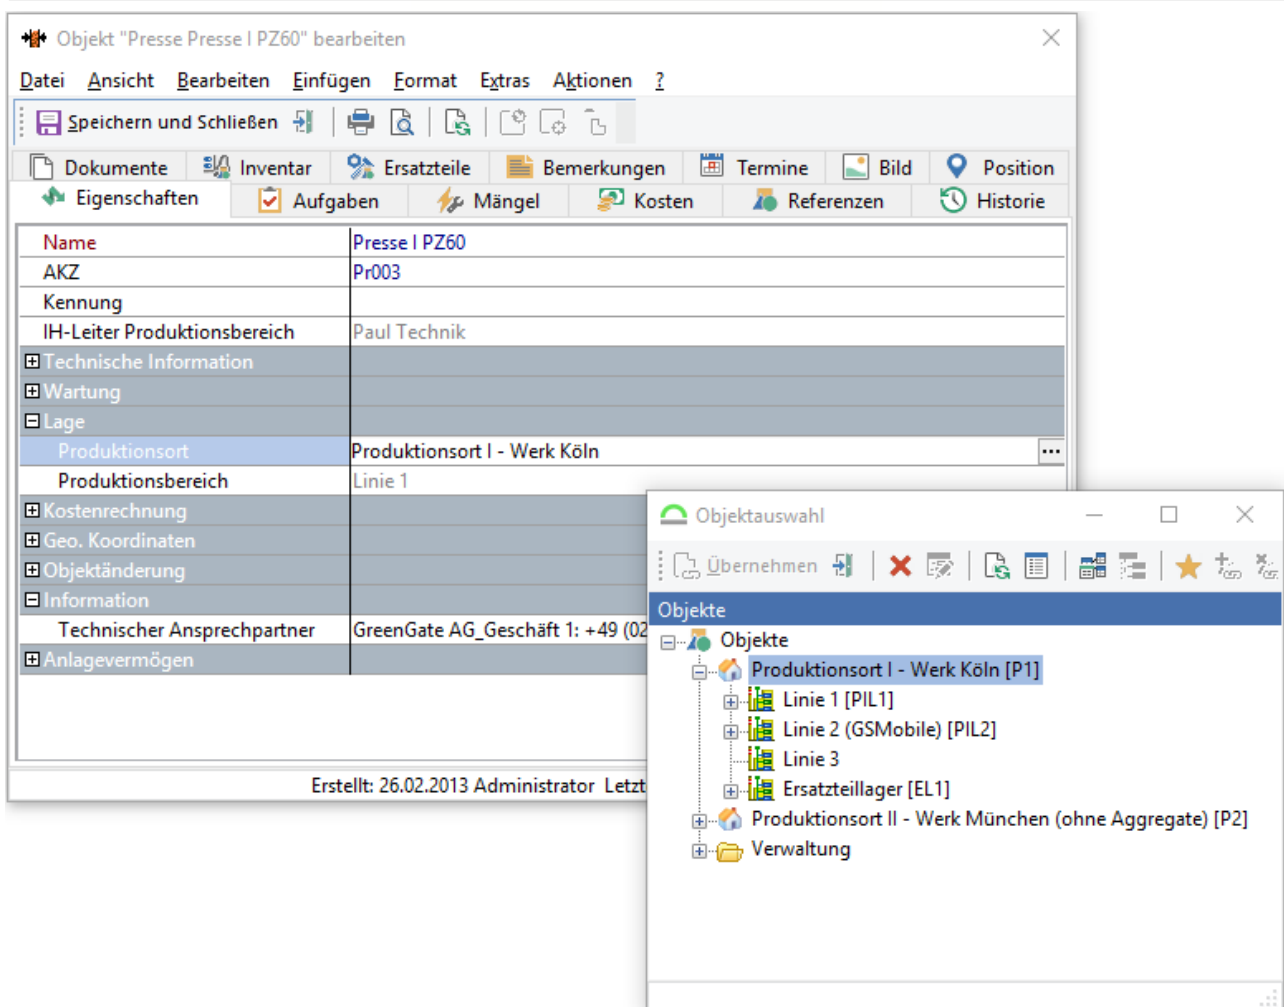 Objekt "Presse Presse I PZ60" bearbeiten
Datei Ansicht Bearbeiten Einfügen Format Extras Aktionen ?
Speichern und Schließen
Dokumente Inventar Ersatzteile Bemerkungen Termine Bild Position
Eigenschaften Aufgaben Mängel Kosten Referenzen Historie
Name Presse I PZ60
AKZ Pr003
Kennung
IH-Leiter Produktionsbereich Paul Technik
Technische Information
Wartung
Lage
Produktionsort Produktionsort I - Werk Köln ...
Produktionsbereich Linie 1
Kostenrechnung
Geo. Koordinaten
Objektänderung
Information
Technischer Ansprechpartner GreenGate AG_Geschäft 1: +49 (02
Anlagevermögen
Erstellt: 26.02.2013 Administrator Letzt
Objektauswahl
Übernehmen
Objekte
Objekte
Produktionsort I - Werk Köln [P1]
Linie 1 [PIL1]
Linie 2 (GSMobile) [PIL2]
Linie 3
Ersatzteillager [EL1]
Produktionsort II - Werk München (ohne Aggregate) [P2]
Verwaltung